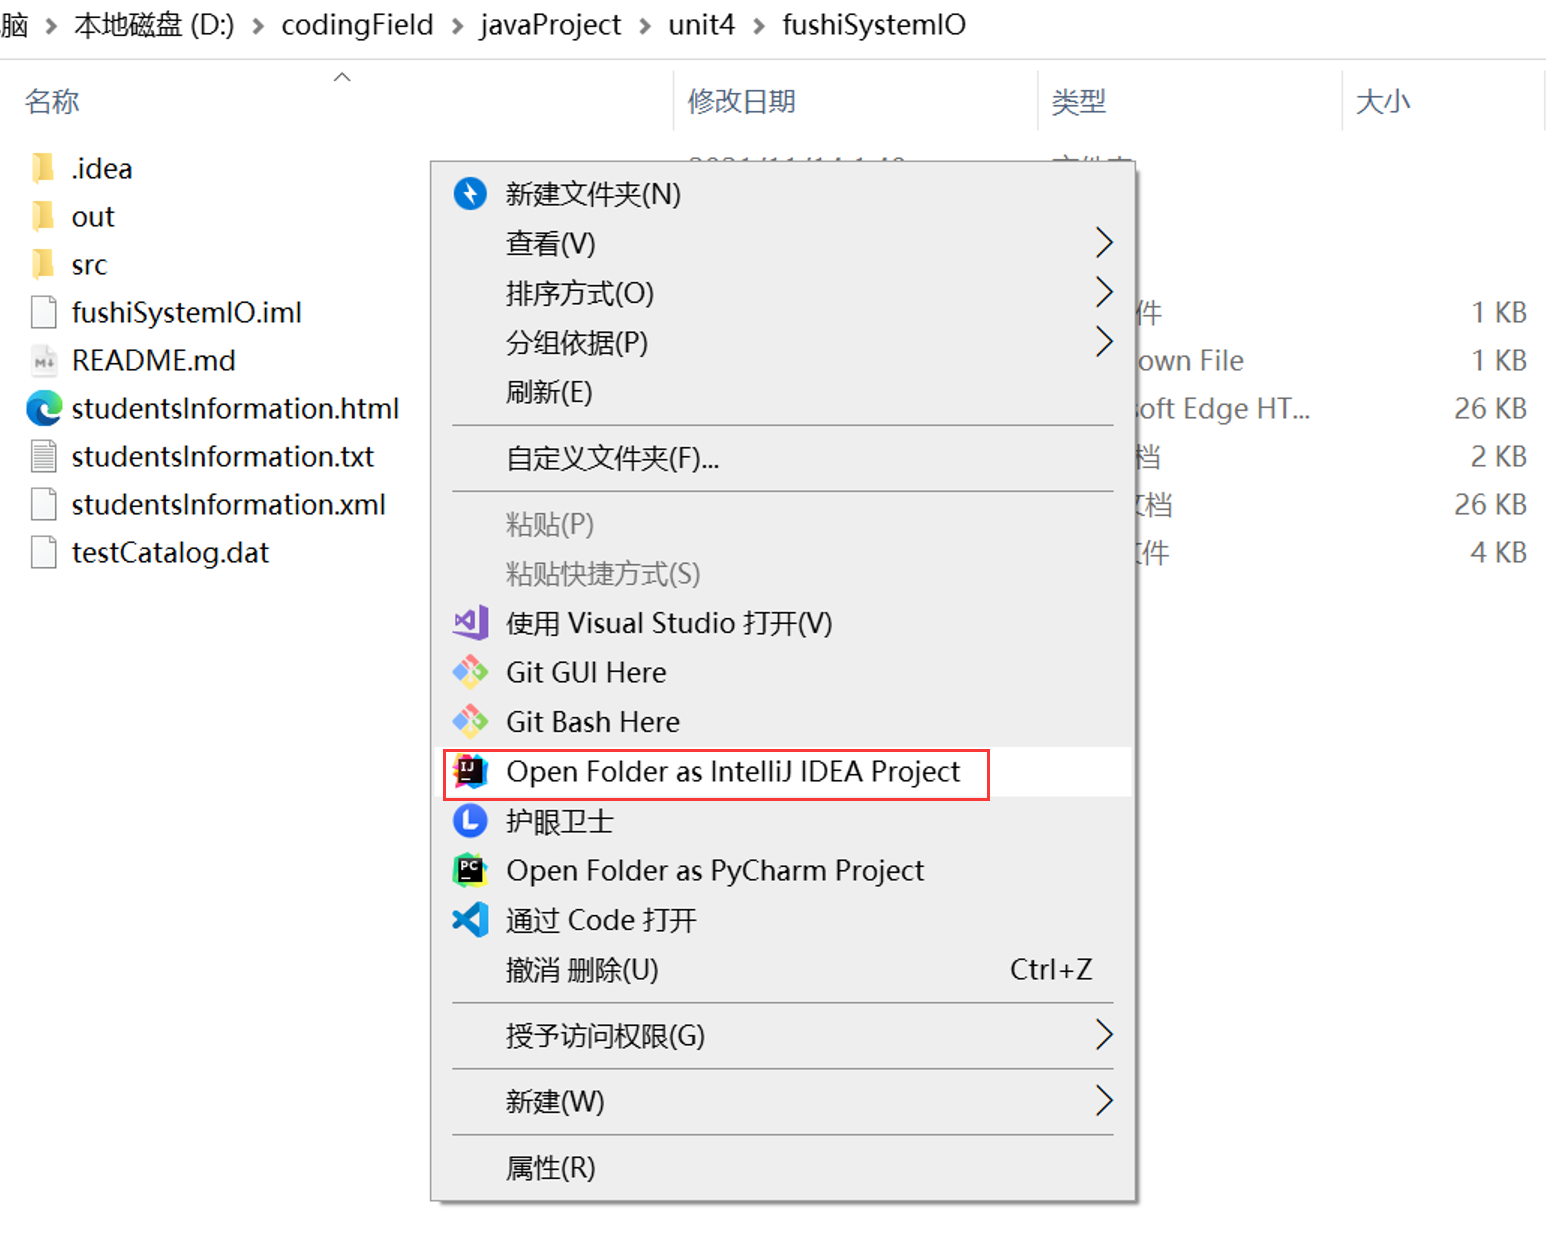 脑 > 本地磁盘 (D:) > codingField > javaProject > unit4 > fushiSystemIO
名称 修改日期 类型 大小
.idea
out
src
fushiSystemIO.iml 件 1 KB
README.md own File 1 KB
studentsInformation.html soft Edge HT... 26 KB
studentsInformation.txt 档 2 KB
studentsInformation.xml 文档 26 KB
testCatalog.dat 文件 4 KB
新建文件夹(N)
查看(V)
排序方式(O)
分组依据(P)
刷新(E)
自定义文件夹(F)...
粘贴(P)
粘贴快捷方式(S)
使用 Visual Studio 打开(V)
Git GUI Here
Git Bash Here
Open Folder as IntelliJ IDEA Project
护眼卫士
Open Folder as PyCharm Project
通过 Code 打开
撤消 删除(U) Ctrl+Z
授予访问权限(G)
新建(W)
属性(R)